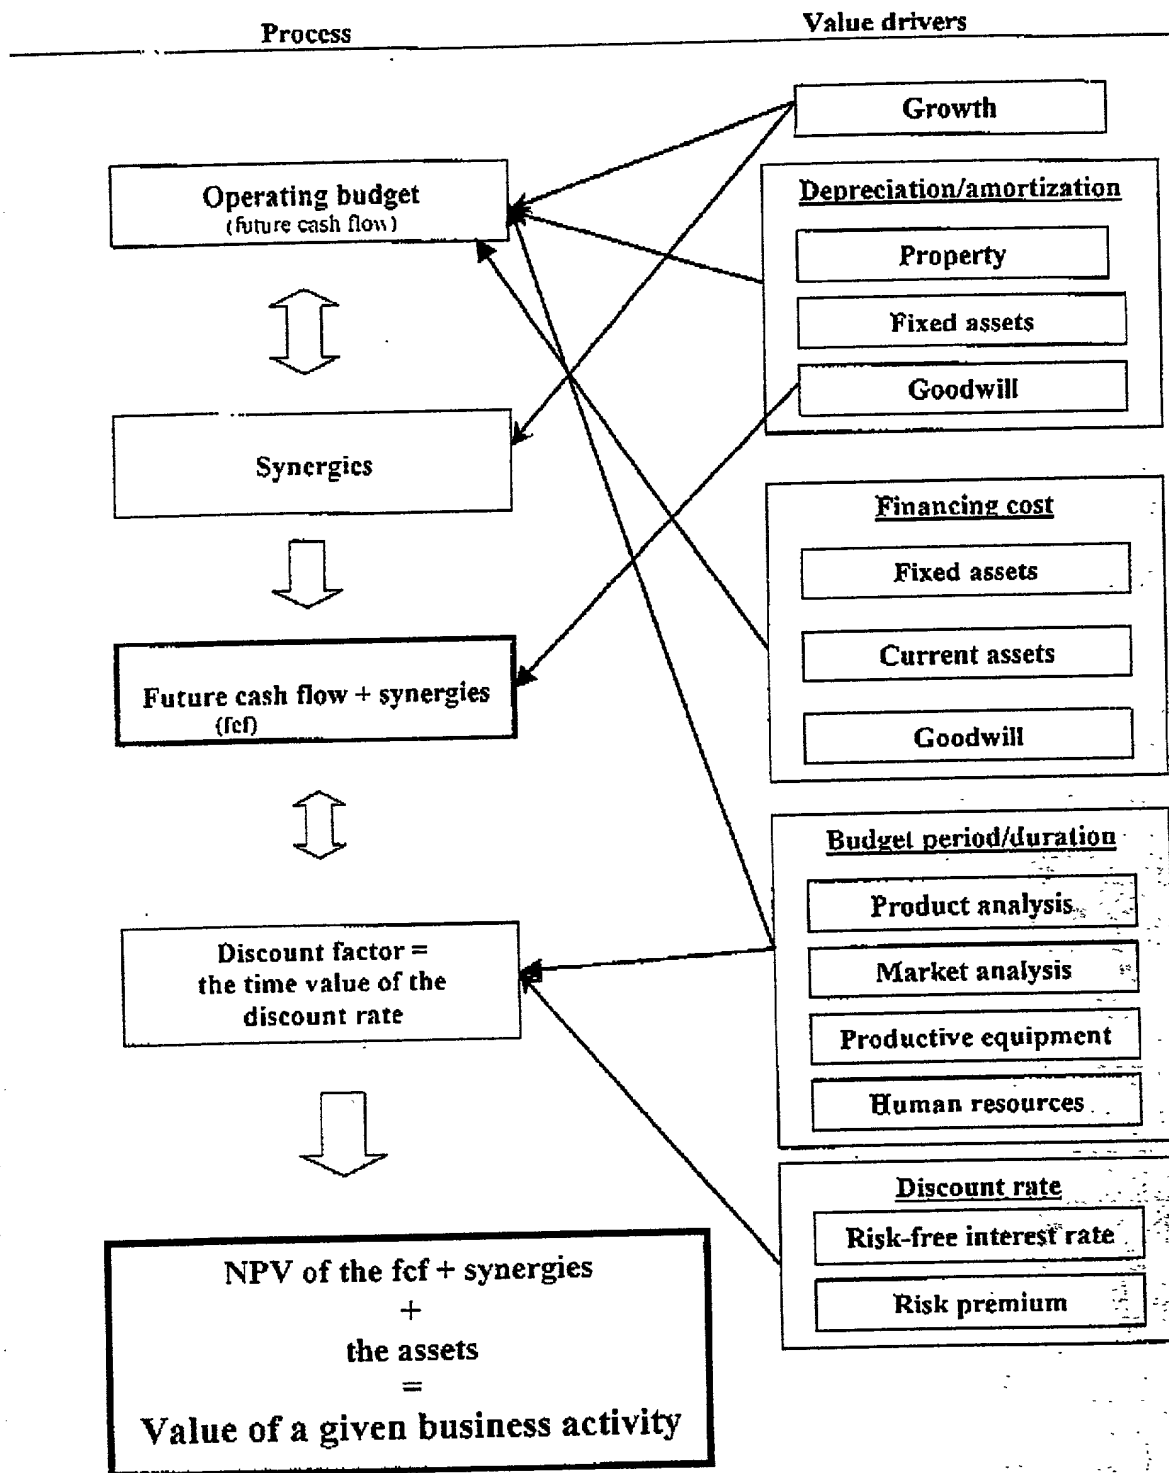 Process
Value drivers
Growth
Operating budget
(future cash flow)
Depreciation/amortization
Property
Fixed assets
Goodwill
Synergies
Financing cost
Fixed assets
Current assets
Goodwill
Future cash flow + synergies
(fcf)
Budget period/duration
Product analysis
Market analysis
Productive equipment
Human resources
Discount factor =
the time value of the
discount rate
Discount rate
Risk-free interest rate
Risk premium
NPV of the fcf + synergies
+
the assets
=
Value of a given business activity